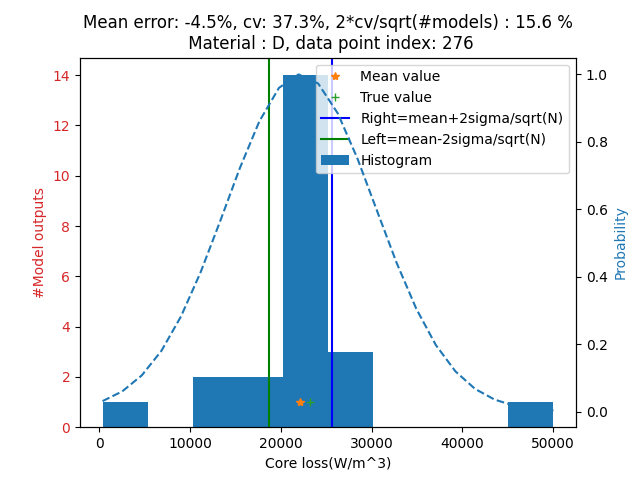 Mean error: -4.5%, cv: 37.3%, 2*cv/sqrt(#models) : 15.6 %
Material : D, data point index: 276
Mean value
True value
Right=mean+2sigma/sqrt(N)
Left=mean-2sigma/sqrt(N)
Histogram
14
12
10
8
6
4
2
0
#Model outputs
1.0
0.8
0.6
0.4
0.2
0.0
Probability
0 10000 20000 30000 40000 50000
Core loss(W/m^3)